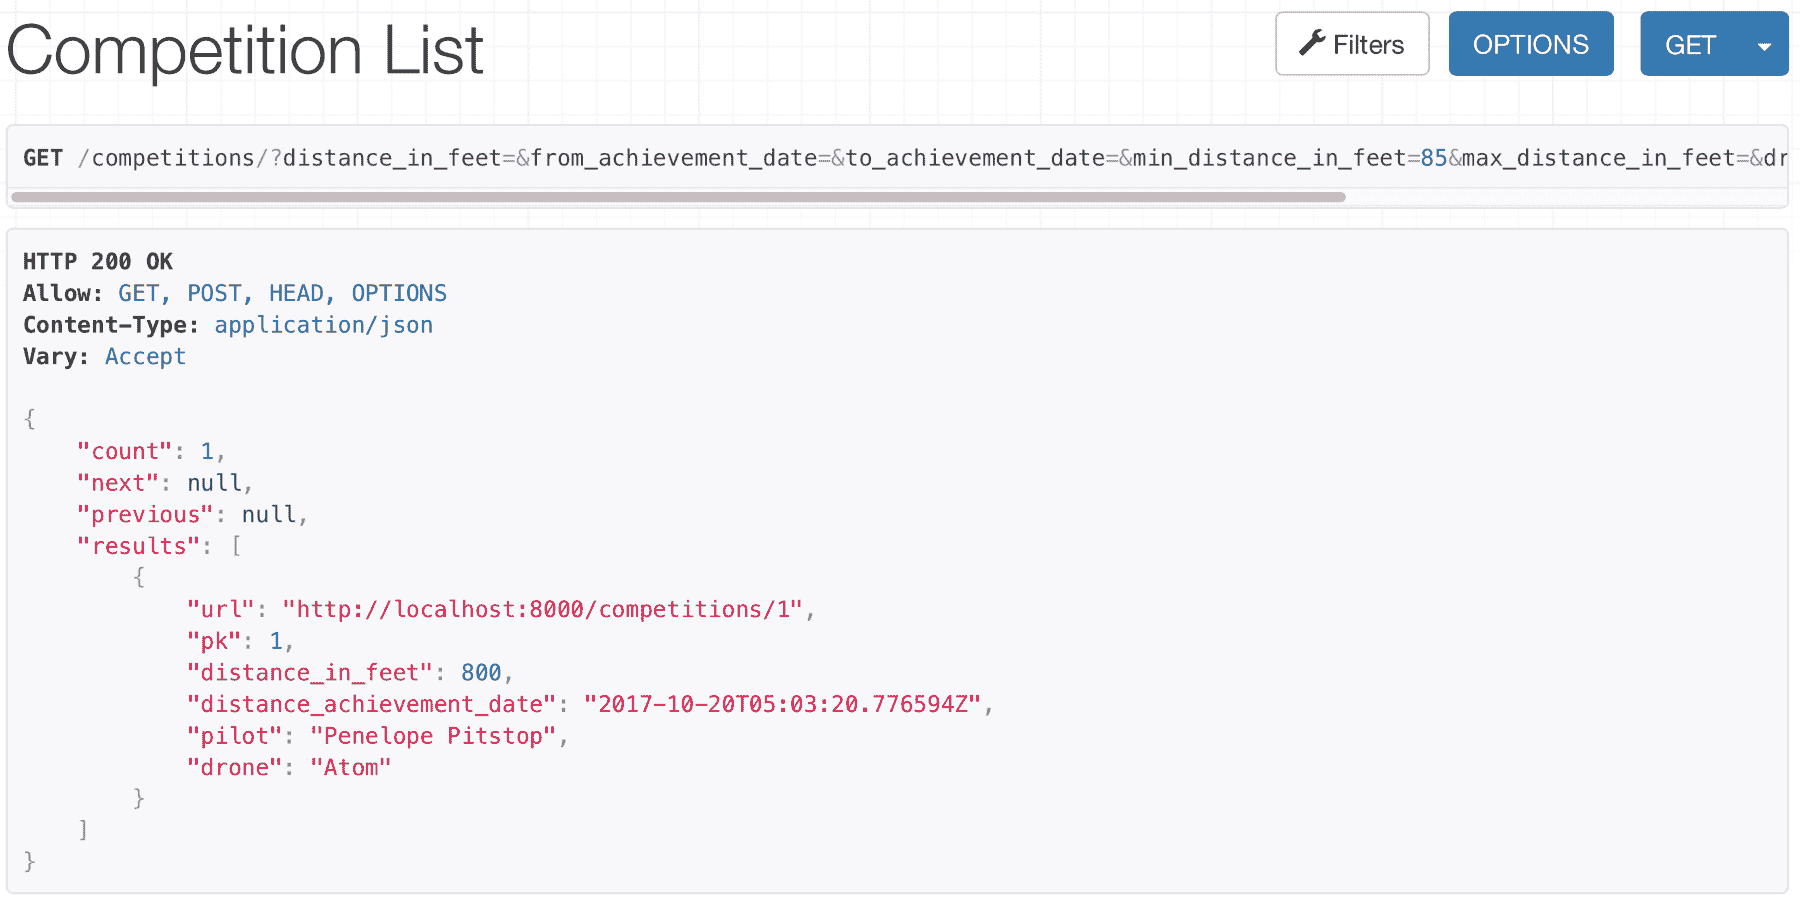 Competition List
Filters
OPTIONS
GET
GET /competitions/?distance_in_feet=&from_achievement_date=&to_achievement_date=&min_distance_in_feet=85&max_distance_in_feet=&dr
HTTP 200 OK
Allow: GET, POST, HEAD, OPTIONS
Content-Type: application/json
Vary: Accept
{
    "count": 1,
    "next": null,
    "previous": null,
    "results": [
        {
            "url": "http://localhost:8000/competitions/1",
            "pk": 1,
            "distance_in_feet": 800,
            "distance_achievement_date": "2017-10-20T05:03:20.776594Z",
            "pilot": "Penelope Pitstop",
            "drone": "Atom"
        }
    ]
}